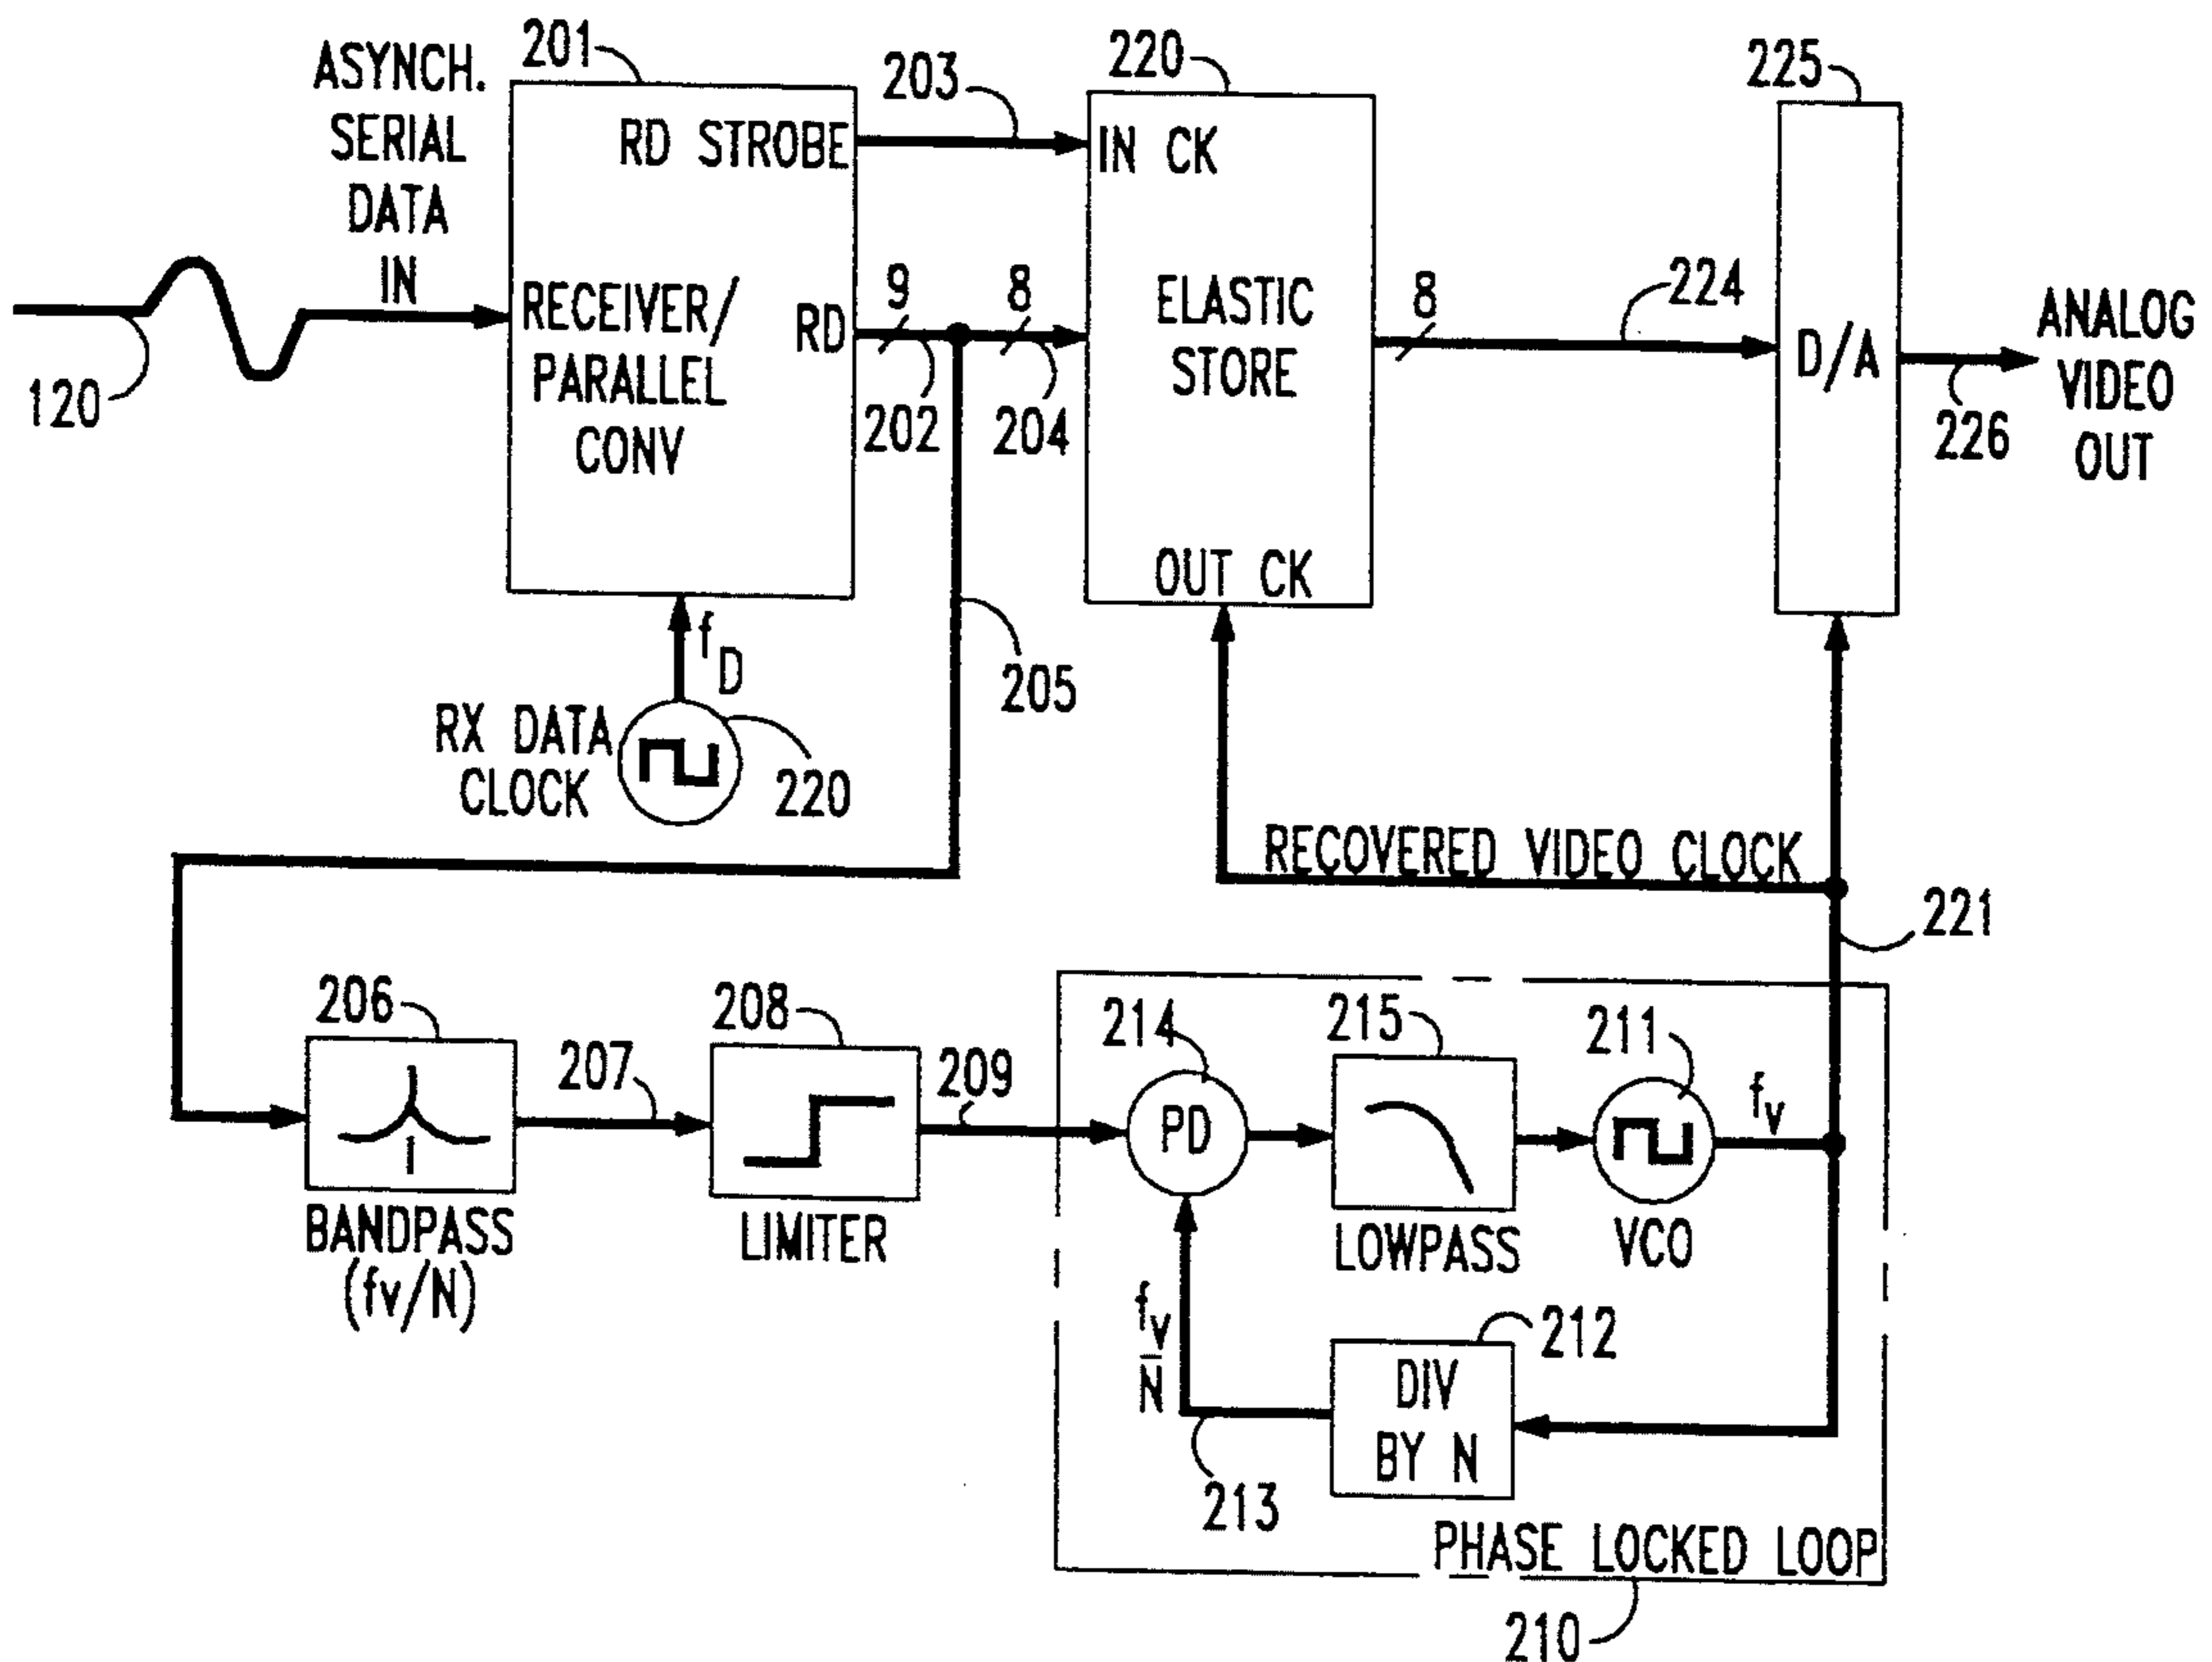 ASYNCH.
SERIAL
DATA
IN
120
201
RD STROBE
RECEIVER/
PARALLEL
CONV
RD
203
9
8
202
204
220
IN CK
ELASTIC
STORE
OUT CK
8
224
225
D/A
ANALOG
VIDEO
OUT
226
fD
RX DATA
CLOCK
220
205
RECOVERED VIDEO CLOCK
221
206
BANDPASS
(fv/N)
207
208
LIMITER
209
214
PD
215
LOWPASS
211
VCO
fv
fv
N
213
212
DIV
BY N
PHASE LOCKED LOOP
210